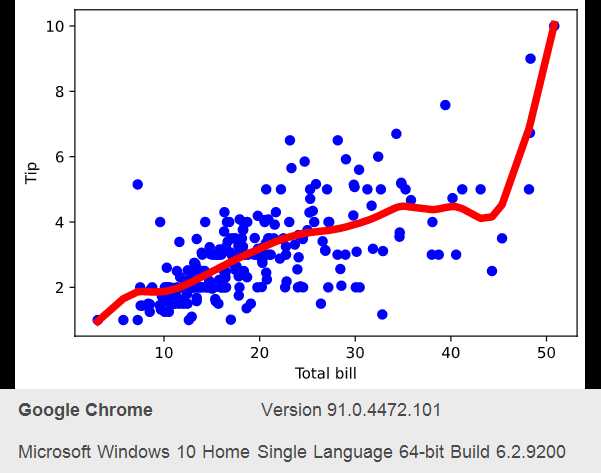 10
8
6
4
2
Tip
10 20 30 40 50
Total bill
Google Chrome Version 91.0.4472.101
Microsoft Windows 10 Home Single Language 64-bit Build 6.2.9200